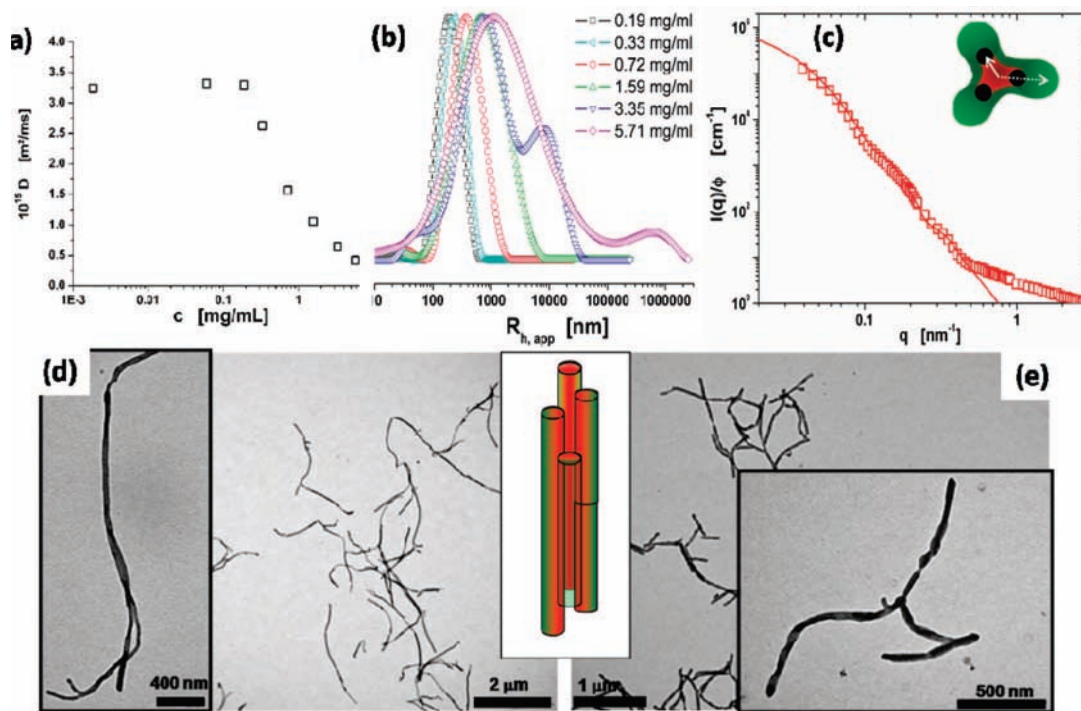 a)
4.0
3.5
3.0
2.5
2.0
1.5
1.0
0.5
0.0
10¹⁵ D [m²/ms]
1E-3 0.01 0.1 1
c [mg/mL]
(b)
0.19 mg/ml
0.33 mg/ml
0.72 mg/ml
1.59 mg/ml
3.35 mg/ml
5.71 mg/ml
0 100 1000 10000 100000 1000000
R h, app [nm]
(c)
I(q)/ϕ [cm⁻¹]
0.1 1
q [nm⁻¹]
(d)
400 nm
2 µm
(e)
1 µm
500 nm